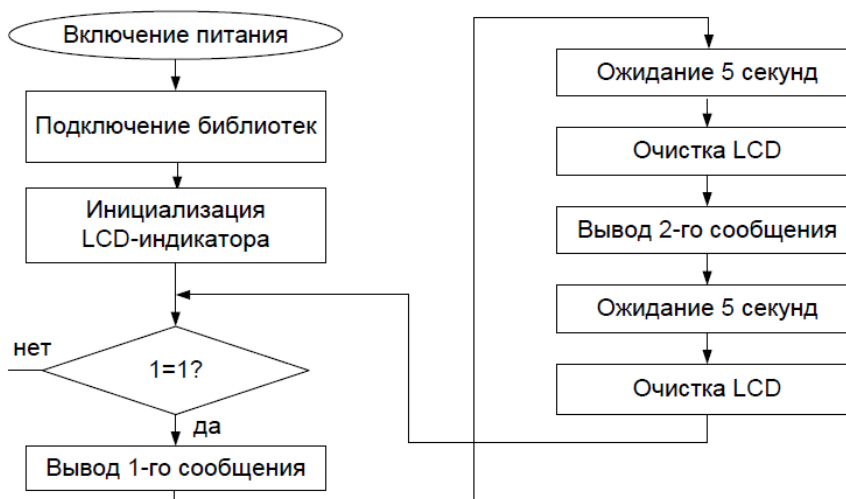 Включение питания
Подключение библиотек
Инициализация
LCD-индикатора
нет
1=1?
да
Вывод 1-го сообщения
Ожидание 5 секунд
Очистка LCD
Вывод 2-го сообщения
Ожидание 5 секунд
Очистка LCD